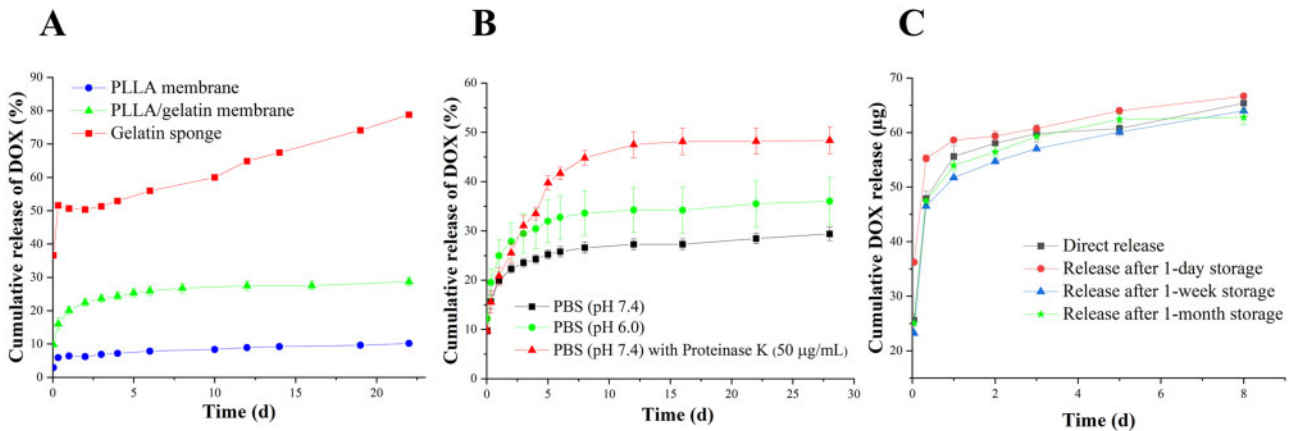 A
Cumulative release of DOX (%)
90
80
70
60
50
40
30
20
10
0
PLLA membrane
PLLA/gelatin membrane
Gelatin sponge
0 5 10 15 20
Time (d)
B
Cumulative release of DOX (%)
60
50
40
30
20
10
0
PBS (pH 7.4)
PBS (pH 6.0)
PBS (pH 7.4) with Proteinase K (50 μg/mL)
0 5 10 15 20 25 30
Time (d)
C
Cumulative DOX release (μg)
70
60
50
40
30
20
Direct release
Release after 1-day storage
Release after 1-week storage
Release after 1-month storage
0 2 4 6 8
Time (d)